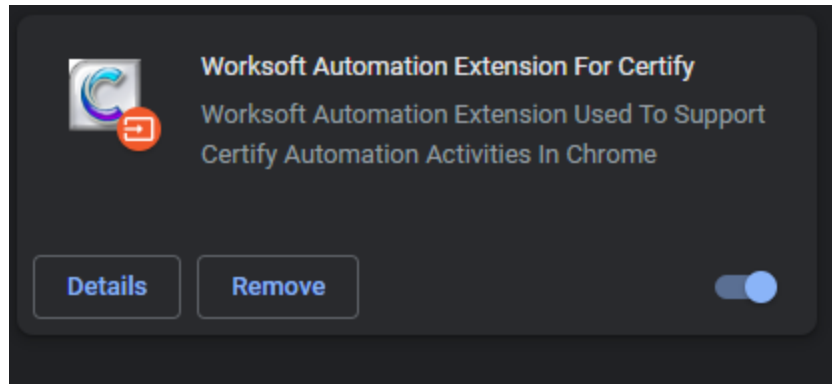 Worksoft Automation Extension For Certify
Worksoft Automation Extension Used To Support
Certify Automation Activities In Chrome
Details
Remove